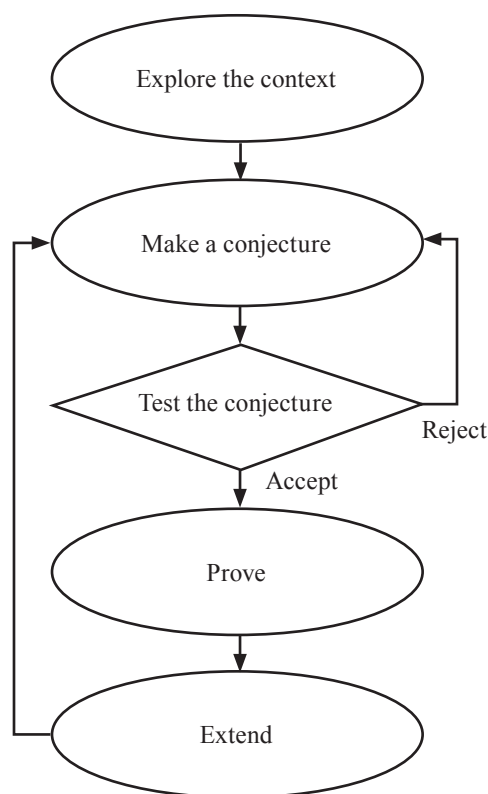 Explore the context
Make a conjecture
Test the conjecture
Reject
Accept
Prove
Extend